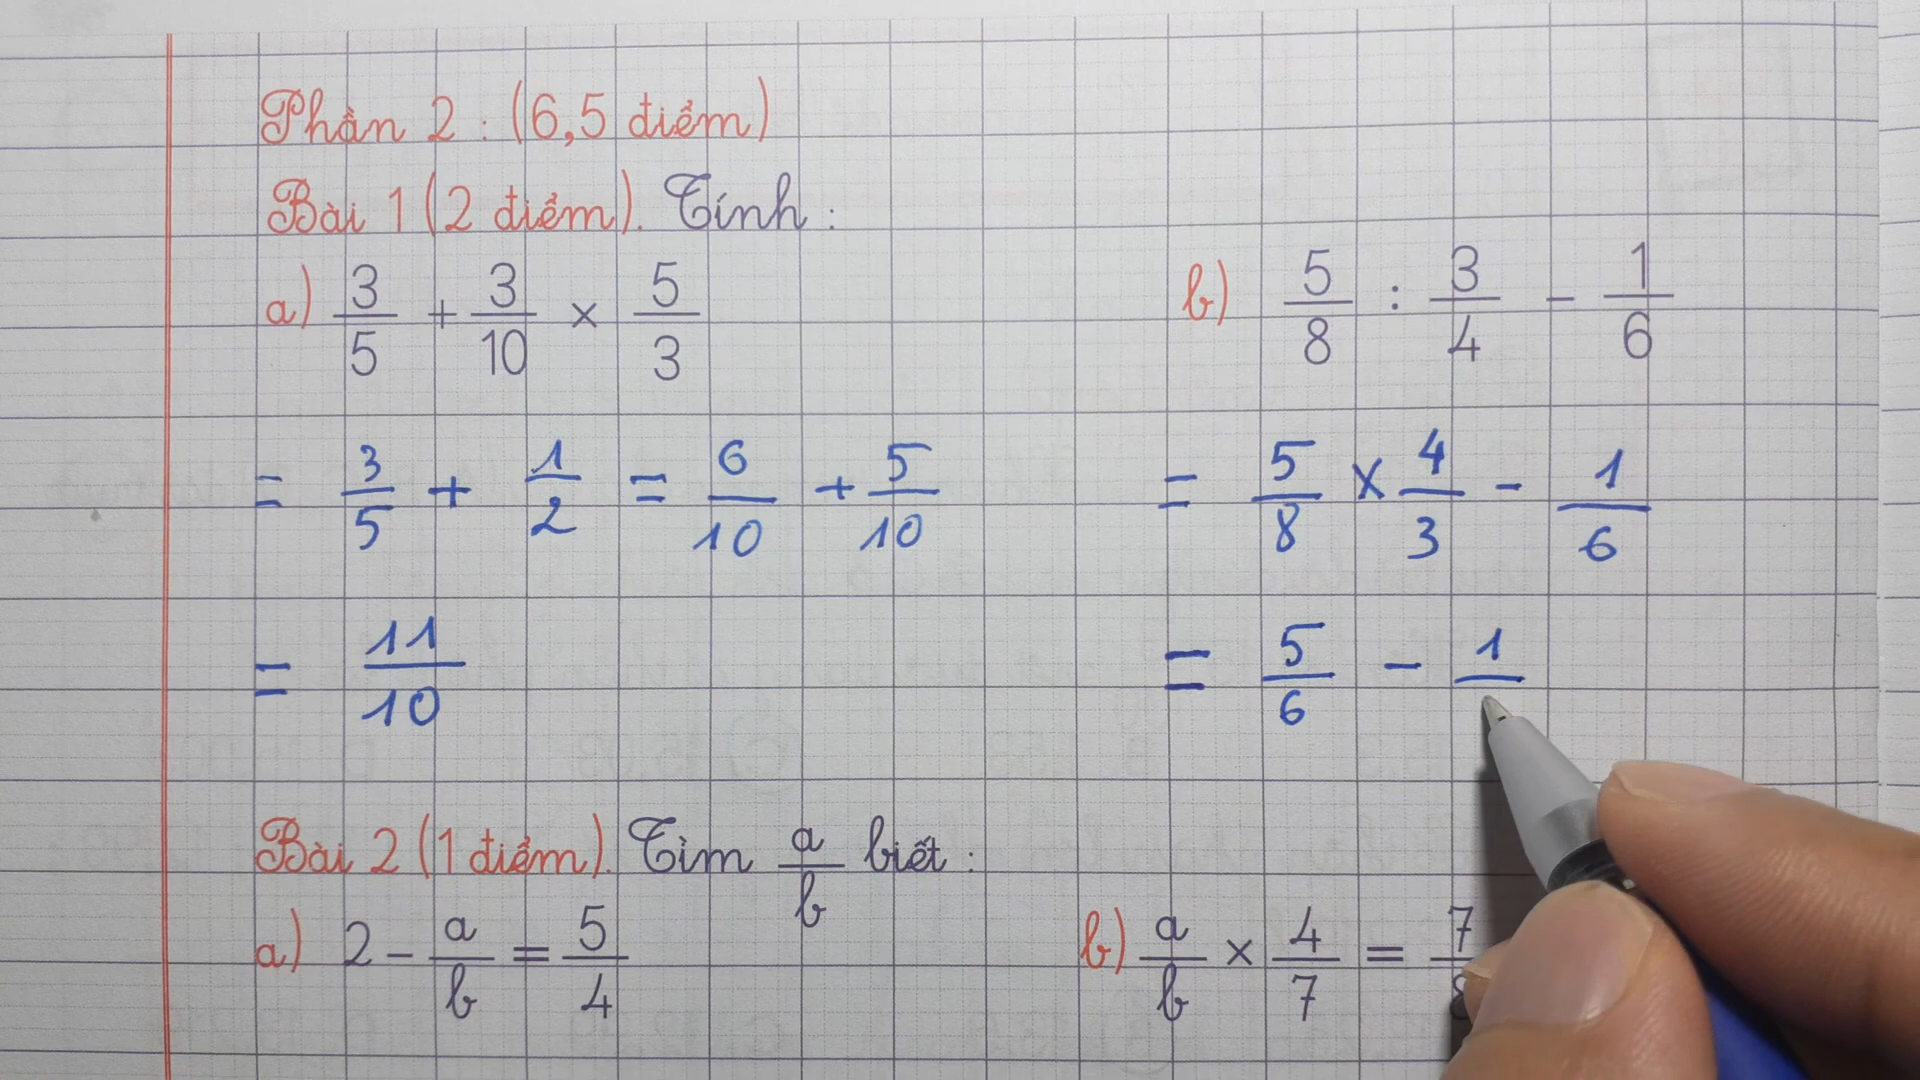 Phần 2 : (6,5 điểm)
Bài 1 (2 điểm). Tính :
a) 3/5 + 3/10 × 5/3
= 3/5 + 1/2 = 6/10 + 5/10
= 11/10
b) 5/8 : 3/4 - 1/6
= 5/8 × 4/3 - 1/6
= 5/6 - 1/
Bài 2 (1 điểm). Tìm a/b biết :
a) 2 - a/b = 5/4
b) a/b × 4/7 = 7/8